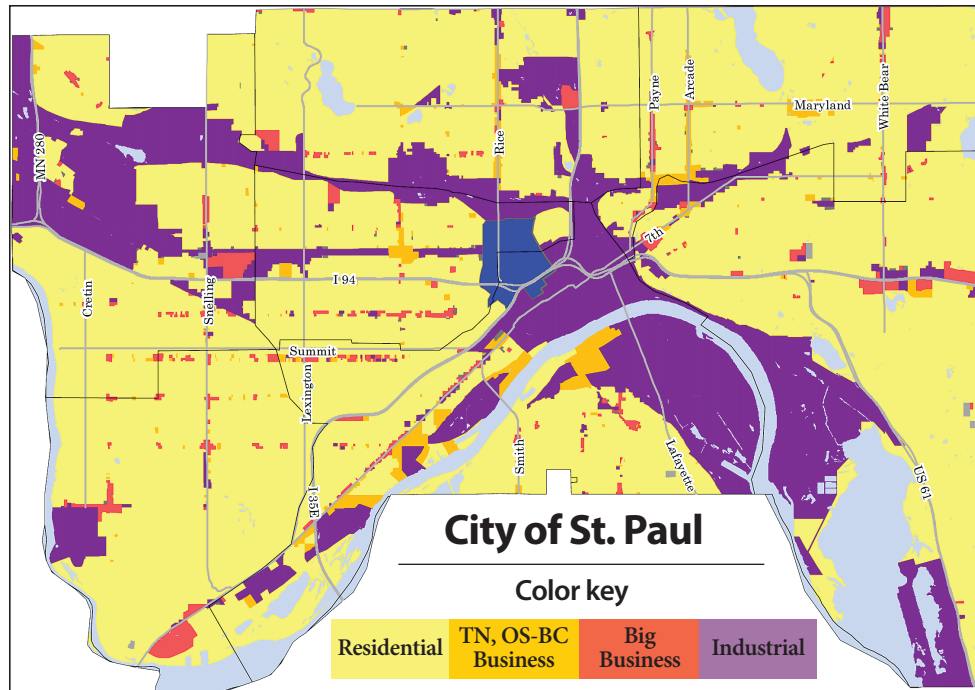 MN 280
Cretin
Snelling
Lexington
I 94
Summit
I 35E
Rice
Payne
Arcade
Maryland
White Bear
7th
Smith
Lafayette
US 61
City of St. Paul
Color key
Residential
TN, OS-BC
Business
Big
Business
Industrial